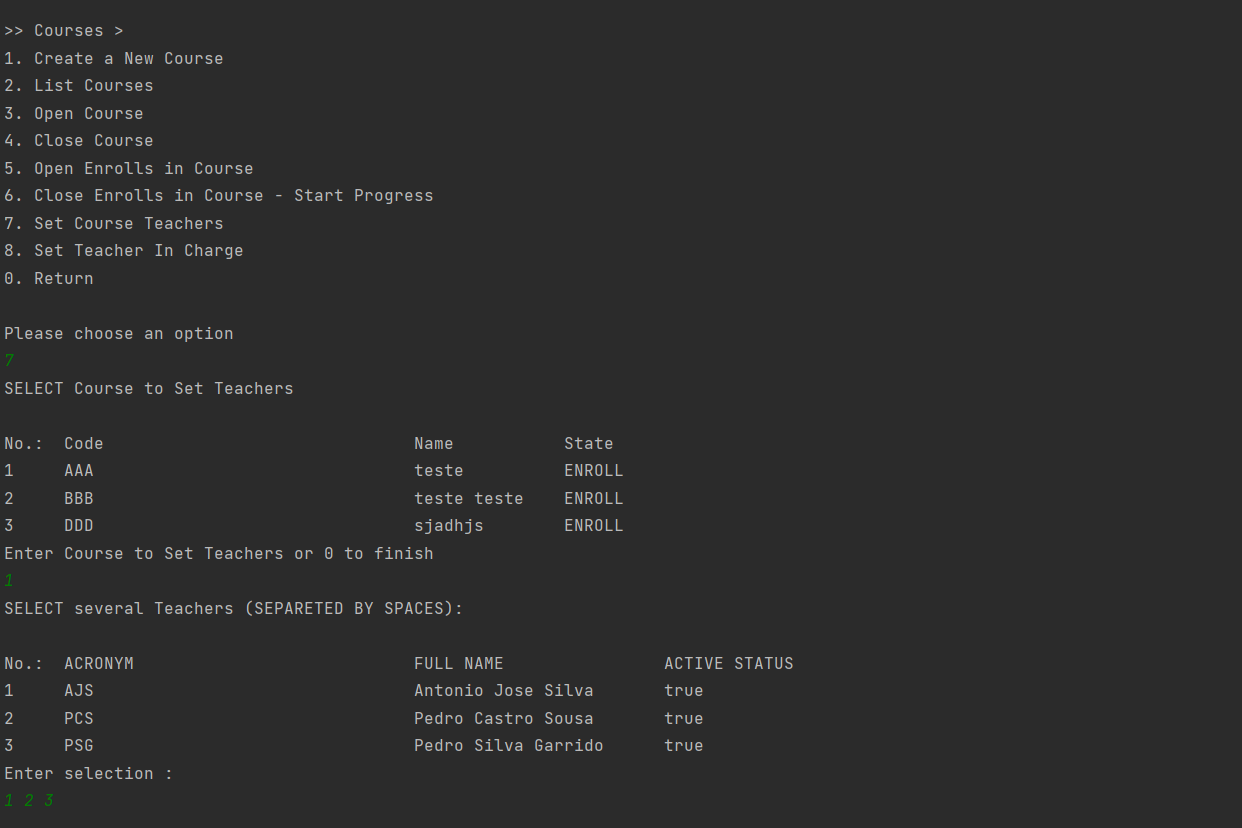 >> Courses >
1. Create a New Course
2. List Courses
3. Open Course
4. Close Course
5. Open Enrolls in Course
6. Close Enrolls in Course - Start Progress
7. Set Course Teachers
8. Set Teacher In Charge
0. Return
Please choose an option
7
SELECT Course to Set Teachers
No.: Code Name State
1 AAA teste ENROLL
2 BBB teste teste ENROLL
3 DDD sjadhjs ENROLL
Enter Course to Set Teachers or 0 to finish
1
SELECT several Teachers (SEPARETED BY SPACES):
No.: ACRONYM FULL NAME ACTIVE STATUS
1 AJS Antonio Jose Silva true
2 PCS Pedro Castro Sousa true
3 PSG Pedro Silva Garrido true
Enter selection :
1 2 3